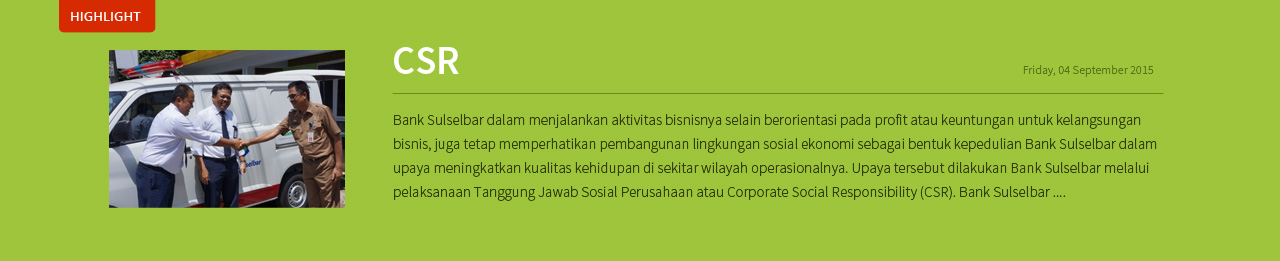 HIGHLIGHT
CSR
Friday, 04 September 2015
Bank Sulselbar dalam menjalankan aktivitas bisnisnya selain berorientasi pada profit atau keuntungan untuk kelangsungan
bisnis, juga tetap memperhatikan pembangunan lingkungan sosial ekonomi sebagai bentuk kepedulian Bank Sulselbar dalam
upaya meningkatkan kualitas kehidupan di sekitar wilayah operasionalnya. Upaya tersebut dilakukan Bank Sulselbar melalui
pelaksanaan Tanggung Jawab Sosial Perusahaan atau Corporate Social Responsibility (CSR). Bank Sulselbar ....